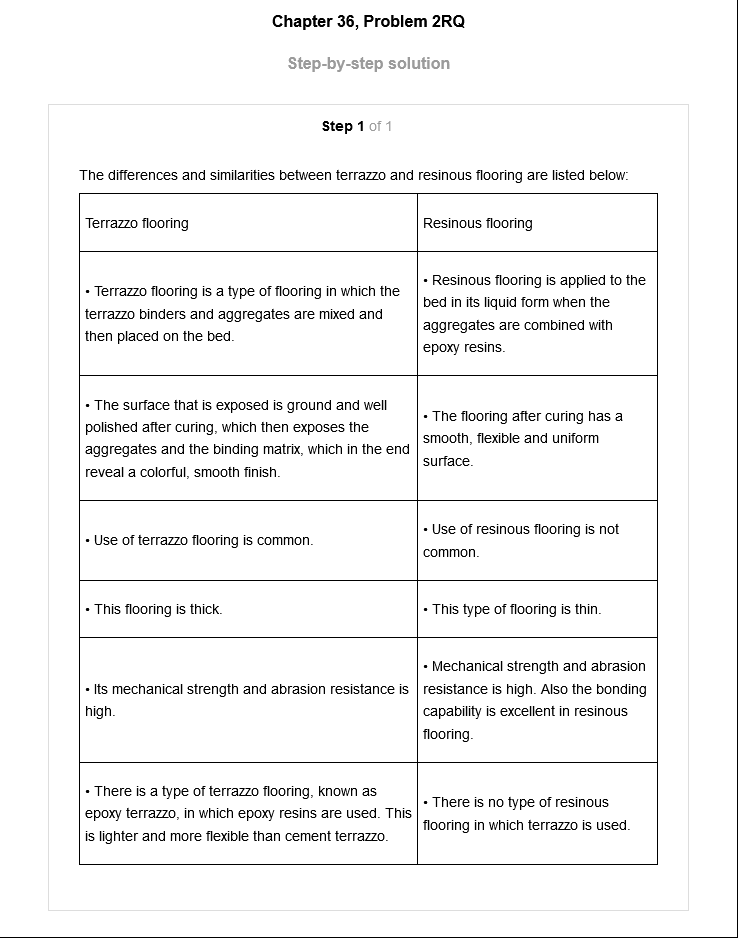 Chapter 36, Problem 2RQ
Step-by-step solution
Step 1 of 1
The differences and similarities between terrazzo and resinous flooring are listed below:
Terrazzo flooring
Resinous flooring
• Terrazzo flooring is a type of flooring in which the
terrazzo binders and aggregates are mixed and
then placed on the bed.
• Resinous flooring is applied to the
bed in its liquid form when the
aggregates are combined with
epoxy resins.
• The surface that is exposed is ground and well
polished after curing, which then exposes the
aggregates and the binding matrix, which in the end
reveal a colorful, smooth finish.
• The flooring after curing has a
smooth, flexible and uniform
surface.
• Use of terrazzo flooring is common.
• Use of resinous flooring is not
common.
• This flooring is thick.
• This type of flooring is thin.
• Its mechanical strength and abrasion resistance is
high.
• Mechanical strength and abrasion
resistance is high. Also the bonding
capability is excellent in resinous
flooring.
• There is a type of terrazzo flooring, known as
epoxy terrazzo, in which epoxy resins are used. This
is lighter and more flexible than cement terrazzo.
• There is no type of resinous
flooring in which terrazzo is used.